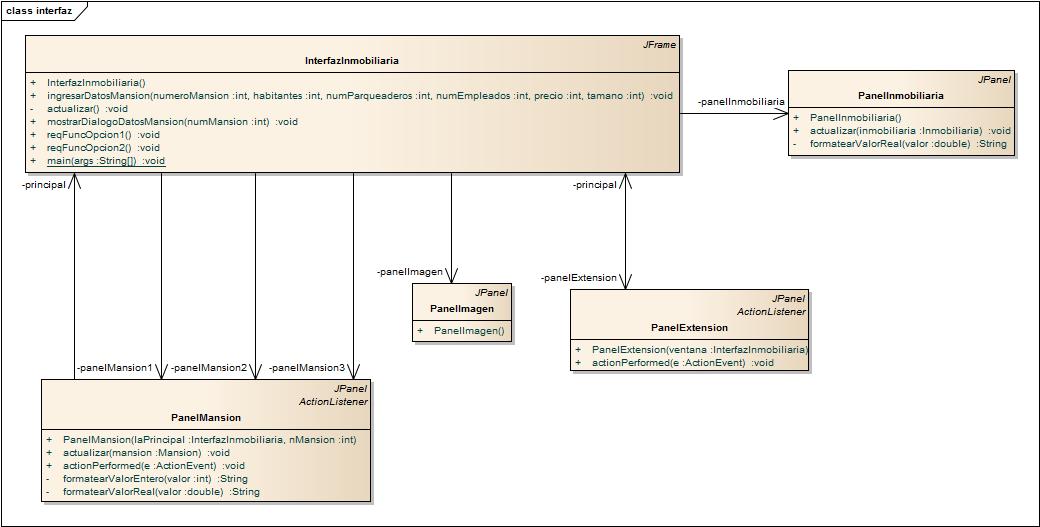 class interfaz
JFrame
InterfazInmobiliaria
+ InterfazInmobiliaria()
+ ingresarDatosMansion(numeroMansion :int, habitantes :int, numParqueaderos :int, numEmpleados :int, precio :int, tamano :int) :void
- actualizar() :void
+ mostrarDialogoDatosMansion(numMansion :int) :void
+ reqFuncOpcion1() :void
+ reqFuncOpcion2() :void
+ main(args :String[]) :void
-panelInmobiliaria
JPanel
PanelInmobiliaria
+ PanelInmobiliaria()
+ actualizar(inmobiliaria :Inmobiliaria) :void
- formatearValorReal(valor :double) :String
-principal
-principal
-panelImagen
JPanel
PanelImagen
+ PanelImagen()
-panelExtension
JPanel
ActionListener
PanelExtension
+ PanelExtension(ventana :InterfazInmobiliaria)
+ actionPerformed(e :ActionEvent) :void
-panelMansion1
-panelMansion2
-panelMansion3
JPanel
ActionListener
PanelMansion
+ PanelMansion(laPrincipal :InterfazInmobiliaria, nMansion :int)
+ actualizar(mansion :Mansion) :void
+ actionPerformed(e :ActionEvent) :void
- formatearValorEntero(valor :int) :String
- formatearValorReal(valor :double) :String